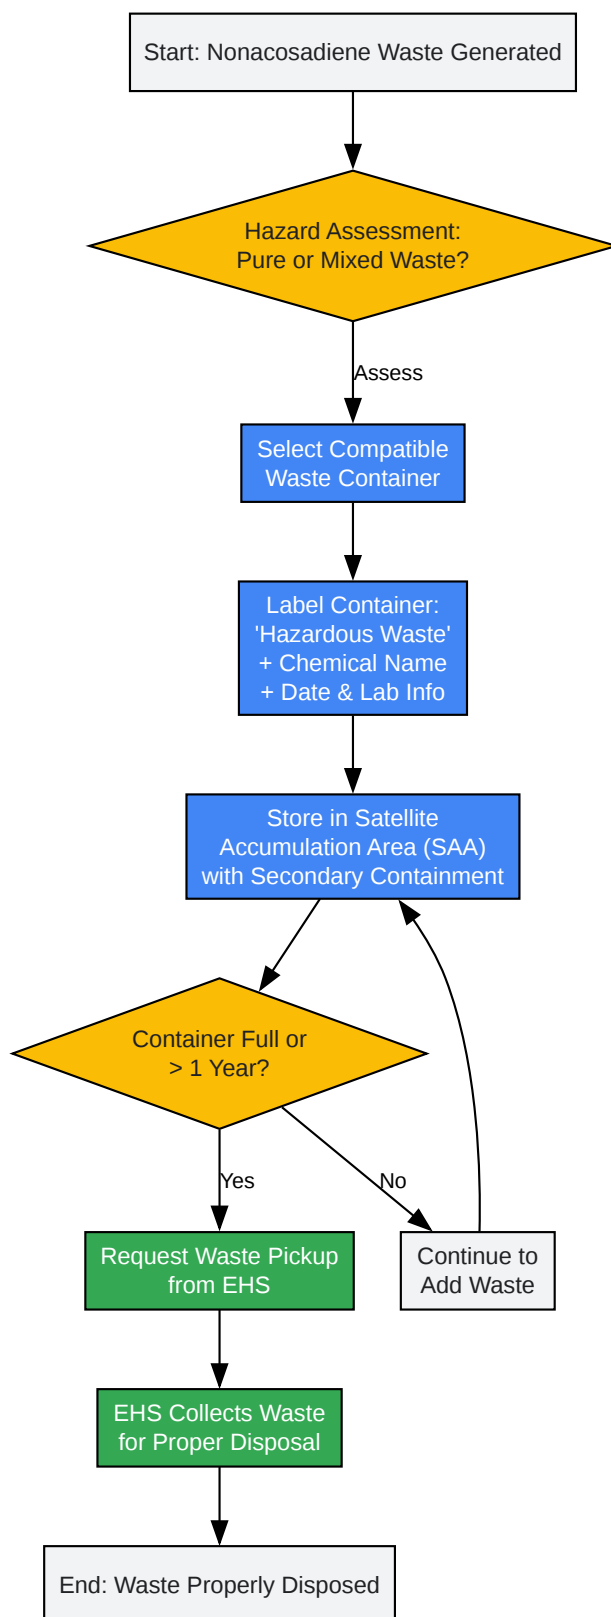 Start: Nonacosadiene Waste Generated
Hazard Assessment:
Pure or Mixed Waste?
Assess
Select Compatible
Waste Container
Label Container:
'Hazardous Waste'
+ Chemical Name
+ Date & Lab Info
Store in Satellite
Accumulation Area (SAA)
with Secondary Containment
Container Full or
> 1 Year?
Yes
No
Request Waste Pickup
from EHS
Continue to
Add Waste
EHS Collects Waste
for Proper Disposal
End: Waste Properly Disposed